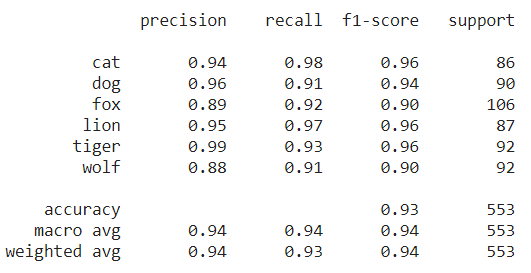 precision recall f1-score support
cat 0.94 0.98 0.96 86
dog 0.96 0.91 0.94 90
fox 0.89 0.92 0.90 106
lion 0.95 0.97 0.96 87
tiger 0.99 0.93 0.96 92
wolf 0.88 0.91 0.90 92
accuracy 0.93 553
macro avg 0.94 0.94 0.94 553
weighted avg 0.94 0.93 0.94 553